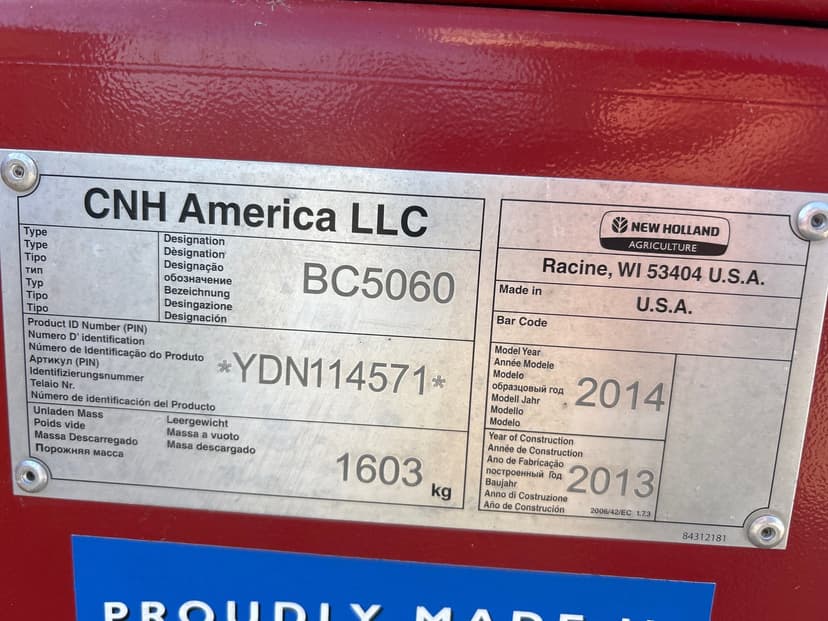 CNH America LLC
Type
Type
Tipo
тип
Typ
Tipo
Tipo
Designation
Dèsignation
Designação
обозначение
Bezeichnung
Desingazione
Designación
BC5060
Product ID Number (PIN)
Numero D' identification
Número de Identificação do Produto
Артикул (PIN)
Identifizierungsnummer
Telaio Nr.
Número de identificación del Producto
*YDN114571*
Unladen Mass
Poids vide
Massa Descarregado
Порожняя масса
Leergewicht
Massa a vuoto
Masa descargado
1603 kg
NEW HOLLAND
AGRICULTURE
Racine, WI 53404 U.S.A.
Made in
U.S.A.
Bar Code
Model Year
Année Modele
Modelo
образцовый год
Modell Jahr
Modello
Modelo
2014
Year of Construction
Année de Construction
Ano de Fabricação
построенный Год
Baujahr
Anno di Costruzione
Año de Construción
2013
2006/42/EC 1.7.3
84312181
PROUDLY MADE